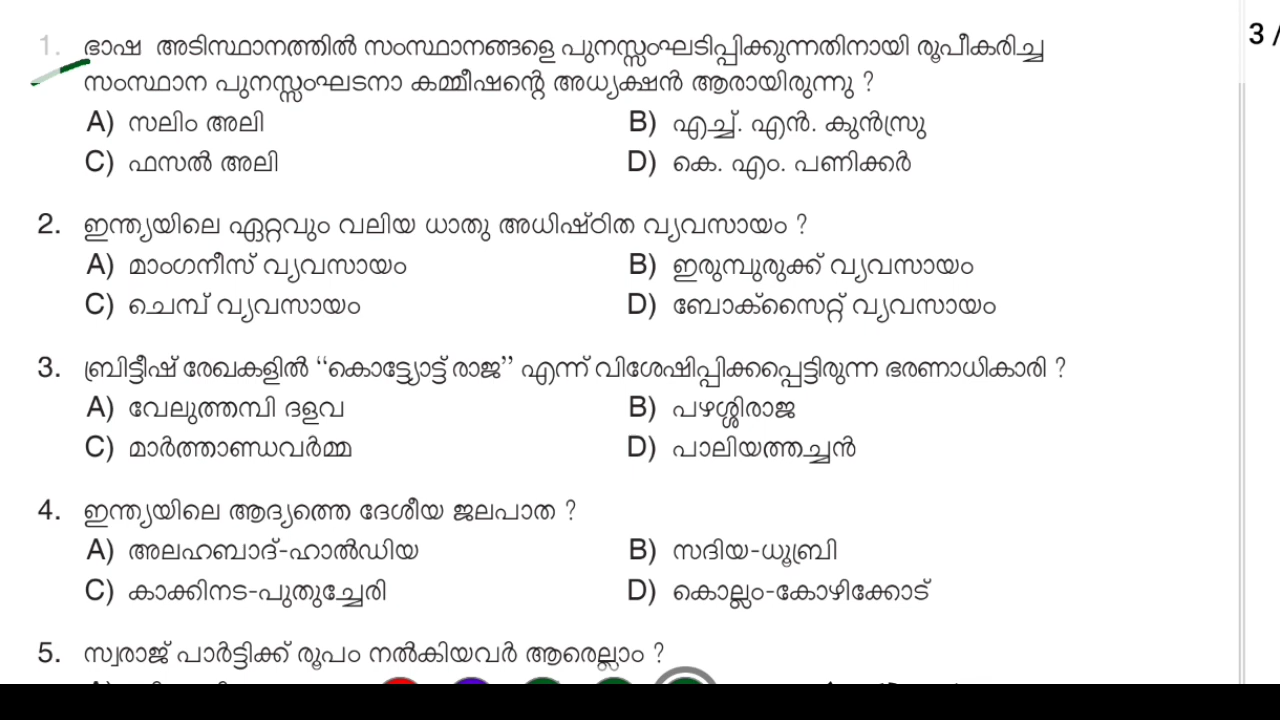 3 /
1. ഭാഷ അടിസ്ഥാനത്തിൽ സംസ്ഥാനങ്ങളെ പുനസ്സംഘടിപ്പിക്കുന്നതിനായി രൂപീകരിച്ച
സംസ്ഥാന പുനസ്സംഘടനാ കമ്മീഷന്റെ അധ്യക്ഷൻ ആരായിരുന്നു ?
A) സലിം അലി B) എച്ച്. എൻ. കുൻസ്രു
C) ഫസൽ അലി D) കെ. എം. പണിക്കർ
2. ഇന്ത്യയിലെ ഏറ്റവും വലിയ ധാതു അധിഷ്ഠിത വ്യവസായം ?
A) മാംഗനീസ് വ്യവസായം B) ഇരുമ്പുരുക്ക് വ്യവസായം
C) ചെമ്പ് വ്യവസായം D) ബോക്സൈറ്റ് വ്യവസായം
3. ബ്രിട്ടീഷ് രേഖകളിൽ “കൊട്ട്യോട്ട് രാജ” എന്ന് വിശേഷിപ്പിക്കപ്പെട്ടിരുന്ന ഭരണാധികാരി ?
A) വേലുത്തമ്പി ദളവ B) പഴശ്ശിരാജ
C) മാർത്താണ്ഡവർമ്മ D) പാലിയത്തച്ചൻ
4. ഇന്ത്യയിലെ ആദ്യത്തെ ദേശീയ ജലപാത ?
A) അലഹബാദ്-ഹാൽഡിയ B) സദിയ-ധൂബ്രി
C) കാക്കിനട-പുതുച്ചേരി D) കൊല്ലം-കോഴിക്കോട്
5. സ്വരാജ് പാർട്ടിക്ക് രൂപം നൽകിയവർ ആരെല്ലാം ?